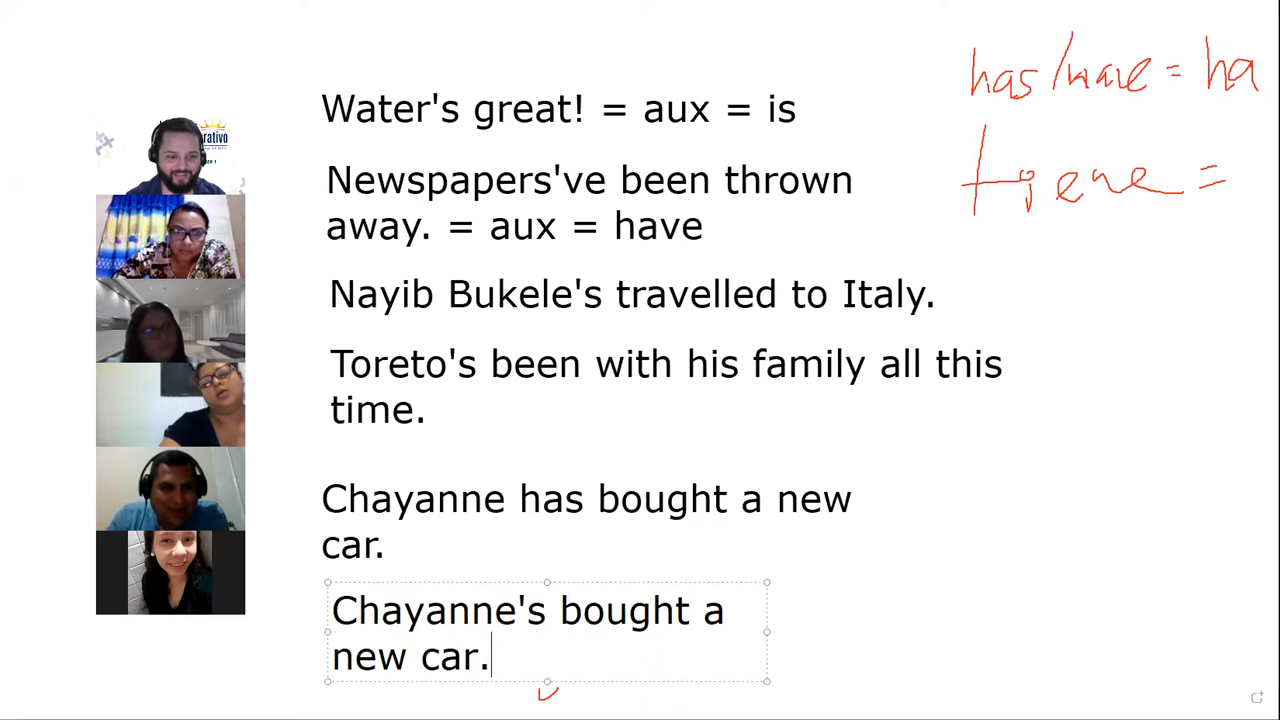 has/have = ha
Water's great! = aux = is
rativo
Newspapers've been thrown
away. = aux = have
Nayib Bukele's travelled to Italy.
Toreto's been with his family all this
time.
Chayanne has bought a new
car.
Chayanne's bought a
new car.